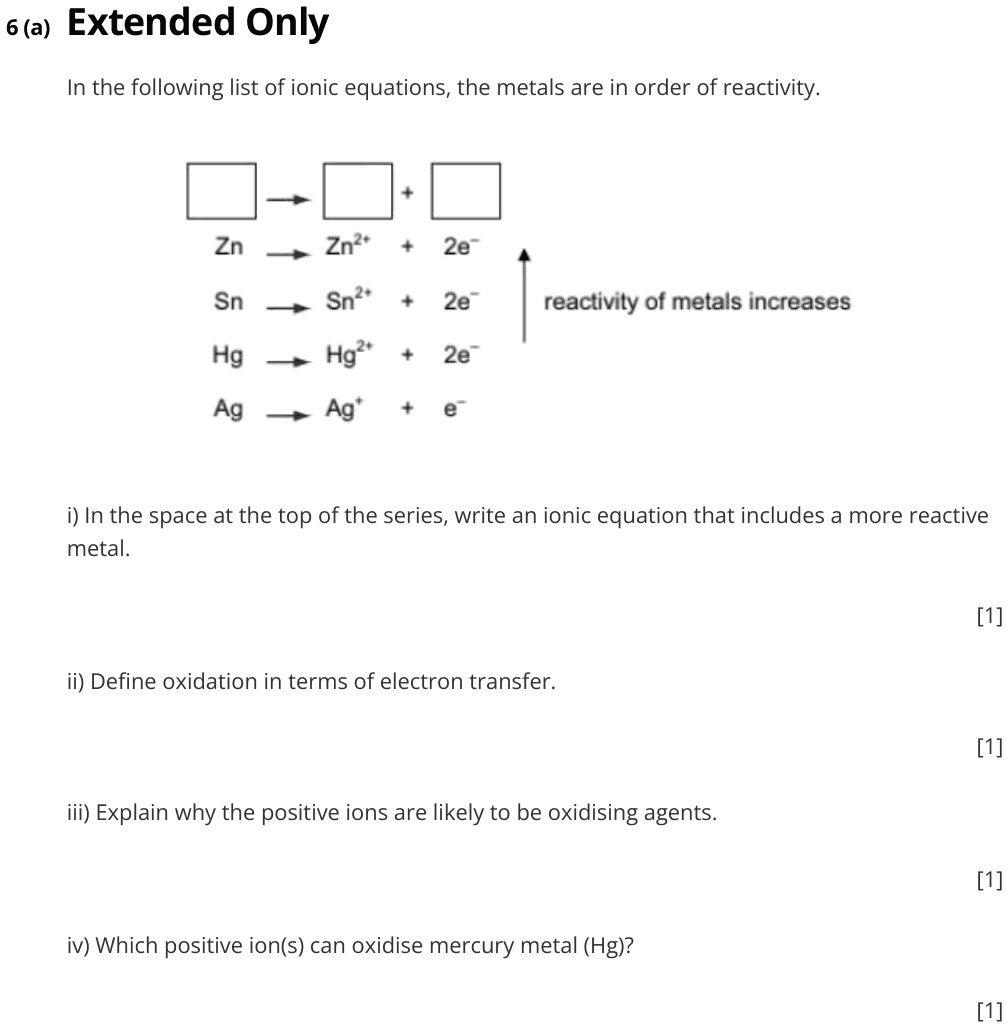 6 (a) Extended Only
In the following list of ionic equations, the metals are in order of reactivity.
→ +
Zn → Zn²⁺ + 2e⁻
Sn → Sn²⁺ + 2e⁻ reactivity of metals increases
Hg → Hg²⁺ + 2e⁻
Ag → Ag⁺ + e⁻
i) In the space at the top of the series, write an ionic equation that includes a more reactive
metal.
[1]
ii) Define oxidation in terms of electron transfer.
[1]
iii) Explain why the positive ions are likely to be oxidising agents.
[1]
iv) Which positive ion(s) can oxidise mercury metal (Hg)?
[1]